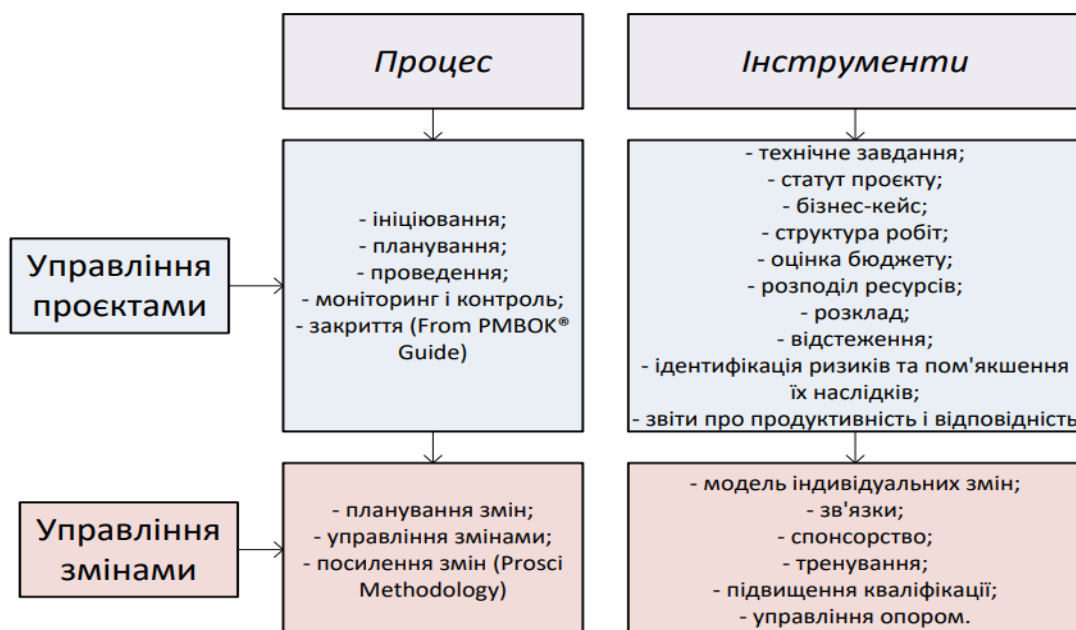 Процес
Інструменти
Управління
проєктами
- ініціювання;
- планування;
- проведення;
- моніторинг і контроль;
- закриття (From PMBOK®
Guide)
- технічне завдання;
- статут проєкту;
- бізнес-кейс;
- структура робіт;
- оцінка бюджету;
- розподіл ресурсів;
- розклад;
- відстеження;
- ідентифікація ризиків та пом'якшення
їх наслідків;
- звіти про продуктивність і відповідність
Управління
змінами
- планування змін;
- управління змінами;
- посилення змін (Prosci
Methodology)
- модель індивідуальних змін;
- зв'язки;
- спонсорство;
- тренування;
- підвищення кваліфікації;
- управління опором.